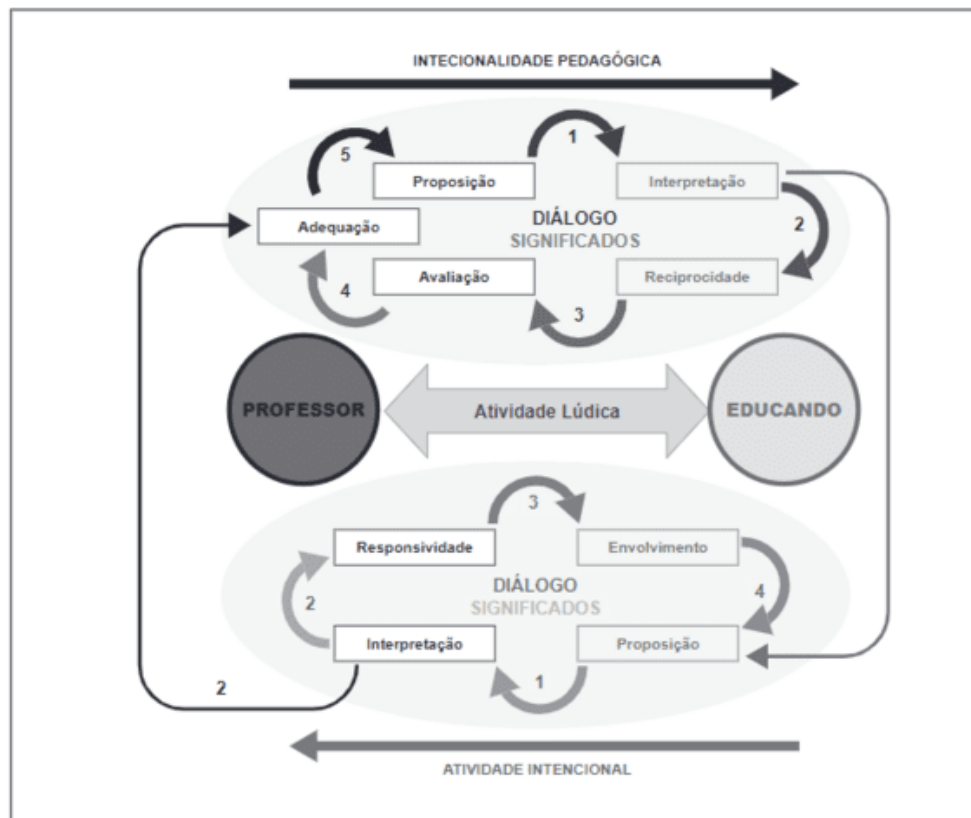 INTECIONALIDADE PEDAGÓGICA
5
1
Proposição
Interpretação
Adequação
DIÁLOGO
SIGNIFICADOS
2
Avaliação
Reciprocidade
4
3
PROFESSOR
Atividade Lúdica
EDUCANDO
3
Responsividade
Envolvimento
2
DIÁLOGO
SIGNIFICADOS
4
Interpretação
Proposição
2
1
ATIVIDADE INTENCIONAL